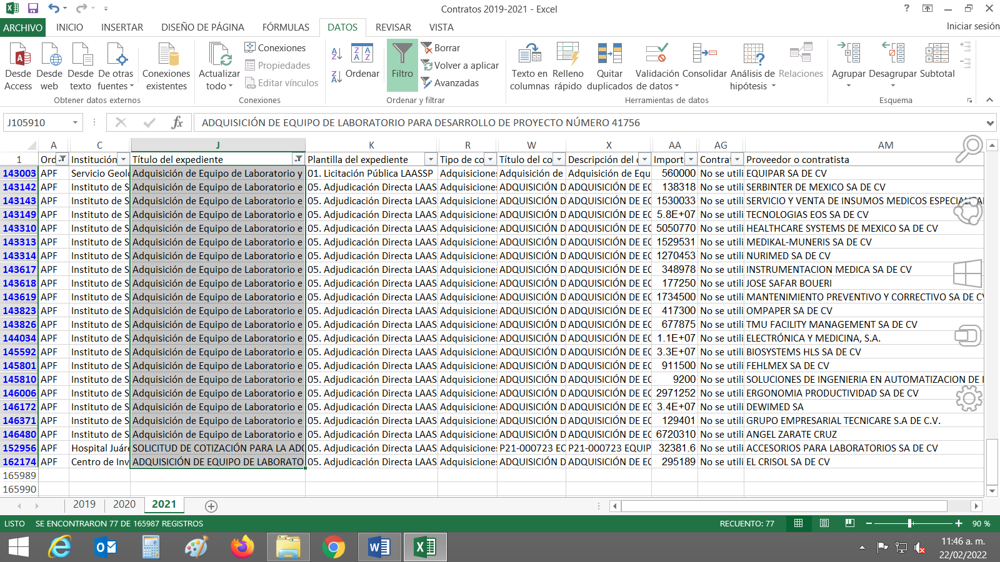 Contratos 2019-2021 - Excel
ARCHIVO INICIO INSERTAR DISEÑO DE PÁGINA FÓRMULAS DATOS REVISAR VISTA Iniciar sesión
Desde Access
Desde web
Desde texto
De otras fuentes
Conexiones existentes
Obtener datos externos
Actualizar todo
Conexiones
Propiedades
Editar vínculos
Conexiones
Ordenar
Filtro
Borrar
Volver a aplicar
Avanzadas
Ordenar y filtrar
Texto en columnas
Relleno rápido
Quitar duplicados
Validación de datos
Consolidar
Análisis de hipótesis
Relaciones
Herramientas de datos
Agrupar
Desagrupar
Subtotal
Esquema
J105910 fx ADQUISICIÓN DE EQUIPO DE LABORATORIO PARA DESARROLLO DE PROYECTO NÚMERO 41756
A C J K R W X AA AG AM
1 Ord Institución Título del expediente Plantilla del expediente Tipo de co Título del co Descripción del Import Contrat Proveedor o contratista
143003 APF Servicio Geol Adquisición de Equipo de Laboratorio y 01. Licitación Pública LAASSP Adquisiciones Adquisición de Adquisición de Equ 560000 No se utili EQUIPAR SA DE CV
143142 APF Instituto de S Adquisición de Equipo de Laboratorio e 05. Adjudicación Directa LAAS Adquisiciones ADQUISICIÓN D ADQUISICIÓN DE EC 138318 No se utili SERBINTER DE MEXICO SA DE CV
143143 APF Instituto de S Adquisición de Equipo de Laboratorio e 05. Adjudicación Directa LAAS Adquisiciones ADQUISICIÓN D ADQUISICIÓN DE EC 1530033 No se utili SERVICIO Y VENTA DE INSUMOS MEDICOS ESPECIALIZA
143149 APF Instituto de S Adquisición de Equipo de Laboratorio e 05. Adjudicación Directa LAAS Adquisiciones ADQUISICIÓN D ADQUISICIÓN DE EC 5.8E+07 No se utili TECNOLOGIAS EOS SA DE CV
143310 APF Instituto de S Adquisición de Equipo de Laboratorio e 05. Adjudicación Directa LAAS Adquisiciones ADQUISICIÓN D ADQUISICIÓN DE EC 5050770 No se utili HEALTHCARE SYSTEMS DE MEXICO SA DE CV
143313 APF Instituto de S Adquisición de Equipo de Laboratorio e 05. Adjudicación Directa LAAS Adquisiciones ADQUISICIÓN D ADQUISICIÓN DE EC 1529531 No se utili MEDIKAL-MUNERIS SA DE CV
143314 APF Instituto de S Adquisición de Equipo de Laboratorio e 05. Adjudicación Directa LAAS Adquisiciones ADQUISICIÓN D ADQUISICIÓN DE EC 1270453 No se utili NURIMED SA DE CV
143617 APF Instituto de S Adquisición de Equipo de Laboratorio e 05. Adjudicación Directa LAAS Adquisiciones ADQUISICIÓN D ADQUISICIÓN DE EC 348978 No se utili INSTRUMENTACION MEDICA SA DE CV
143618 APF Instituto de S Adquisición de Equipo de Laboratorio e 05. Adjudicación Directa LAAS Adquisiciones ADQUISICIÓN D ADQUISICIÓN DE EC 177250 No se utili JOSE SAFAR BOUERI
143619 APF Instituto de S Adquisición de Equipo de Laboratorio e 05. Adjudicación Directa LAAS Adquisiciones ADQUISICIÓN D ADQUISICIÓN DE EC 1734500 No se utili MANTENIMIENTO PREVENTIVO Y CORRECTIVO SA DE CV
143823 APF Instituto de S Adquisición de Equipo de Laboratorio e 05. Adjudicación Directa LAAS Adquisiciones ADQUISICIÓN D ADQUISICIÓN DE EC 417300 No se utili OMPAPER SA DE CV
143826 APF Instituto de S Adquisición de Equipo de Laboratorio e 05. Adjudicación Directa LAAS Adquisiciones ADQUISICIÓN D ADQUISICIÓN DE EC 677875 No se utili TMU FACILITY MANAGEMENT SA DE CV
144034 APF Instituto de S Adquisición de Equipo de Laboratorio e 05. Adjudicación Directa LAAS Adquisiciones ADQUISICIÓN D ADQUISICIÓN DE EC 1.1E+07 No se utili ELECTRÓNICA Y MEDICINA, S.A.
145592 APF Instituto de S Adquisición de Equipo de Laboratorio e 05. Adjudicación Directa LAAS Adquisiciones ADQUISICIÓN D ADQUISICIÓN DE EC 3.3E+07 No se utili BIOSYSTEMS HLS SA DE CV
145801 APF Instituto de S Adquisición de Equipo de Laboratorio e 05. Adjudicación Directa LAAS Adquisiciones ADQUISICIÓN D ADQUISICIÓN DE EC 911500 No se utili FEHLMEX SA DE CV
145810 APF Instituto de S Adquisición de Equipo de Laboratorio e 05. Adjudicación Directa LAAS Adquisiciones ADQUISICIÓN D ADQUISICIÓN DE EC 9200 No se utili SOLUCIONES DE INGENIERIA EN AUTOMATIZACION DE I
146006 APF Instituto de S Adquisición de Equipo de Laboratorio e 05. Adjudicación Directa LAAS Adquisiciones ADQUISICIÓN D ADQUISICIÓN DE EC 2971252 No se utili ERGONOMIA PRODUCTIVIDAD SA DE CV
146172 APF Instituto de S Adquisición de Equipo de Laboratorio e 05. Adjudicación Directa LAAS Adquisiciones ADQUISICIÓN D ADQUISICIÓN DE EC 3.4E+07 No se utili DEWIMED SA
146371 APF Instituto de S Adquisición de Equipo de Laboratorio e 05. Adjudicación Directa LAAS Adquisiciones ADQUISICIÓN D ADQUISICIÓN DE EC 129401 No se utili GRUPO EMPRESARIAL TECNICARE S.A DE C.V.
146480 APF Instituto de S Adquisición de Equipo de Laboratorio e 05. Adjudicación Directa LAAS Adquisiciones ADQUISICIÓN D ADQUISICIÓN DE EC 6720310 No se utili ANGEL ZARATE CRUZ
152956 APF Hospital Juáre SOLICITUD DE COTIZACIÓN PARA LA ADC 05. Adjudicación Directa LAAS Adquisiciones P21-000723 EC P21-000723 EQUIP 32381.6 No se utili ACCESORIOS PARA LABORATORIOS SA DE CV
162174 APF Centro de Inv ADQUISICIÓN DE EQUIPO DE LABORATO 05. Adjudicación Directa LAAS Adquisiciones ADQUISICIÓN D ADQUISICIÓN DE EC 295189 No se utili EL CRISOL SA DE CV
165989
165990
2019 2020 2021
LISTO SE ENCONTRARON 77 DE 165987 REGISTROS RECUENTO: 77 90 %
11:46 a. m.
22/02/2022